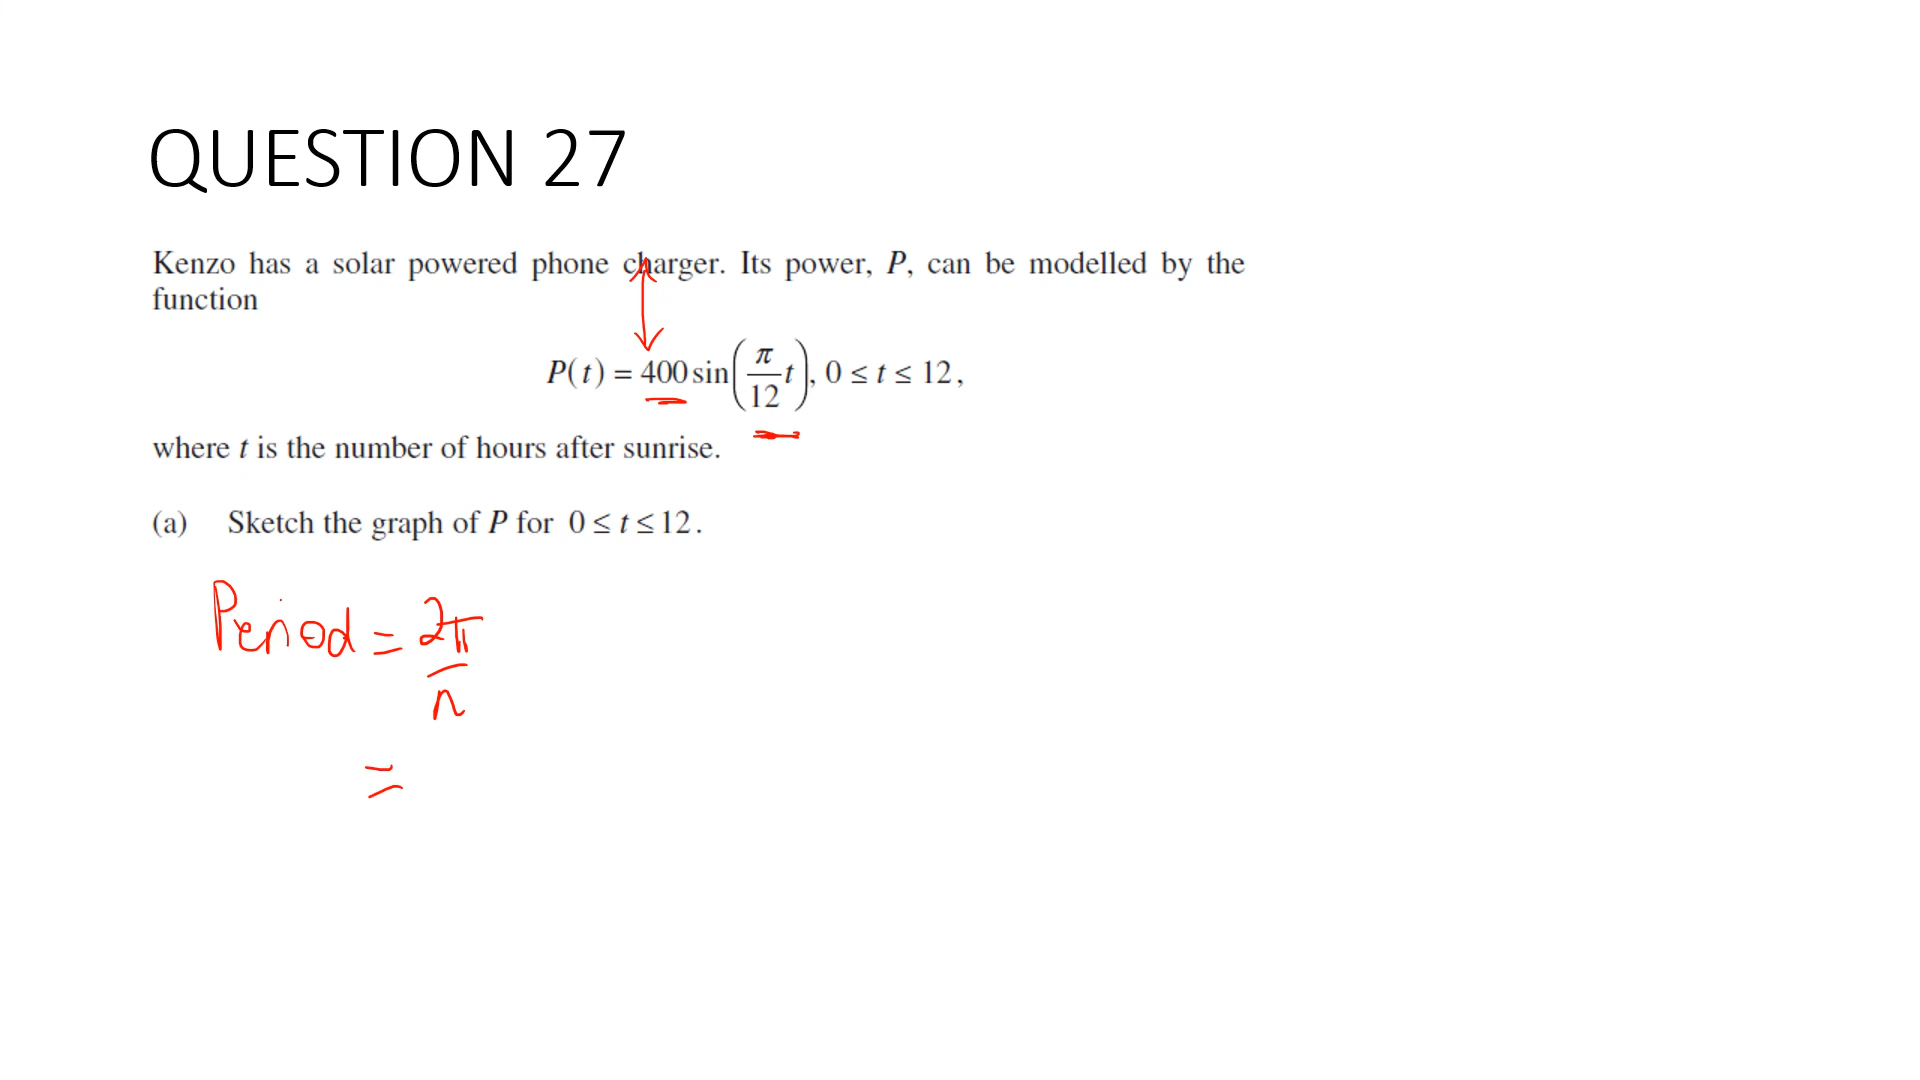 QUESTION 27
Kenzo has a solar powered phone charger. Its power, P, can be modelled by the
function
P(t) = 400 sin(π/12 t), 0 ≤ t ≤ 12,
where t is the number of hours after sunrise.
(a) Sketch the graph of P for 0 ≤ t ≤ 12.
Period = 2π/n
=